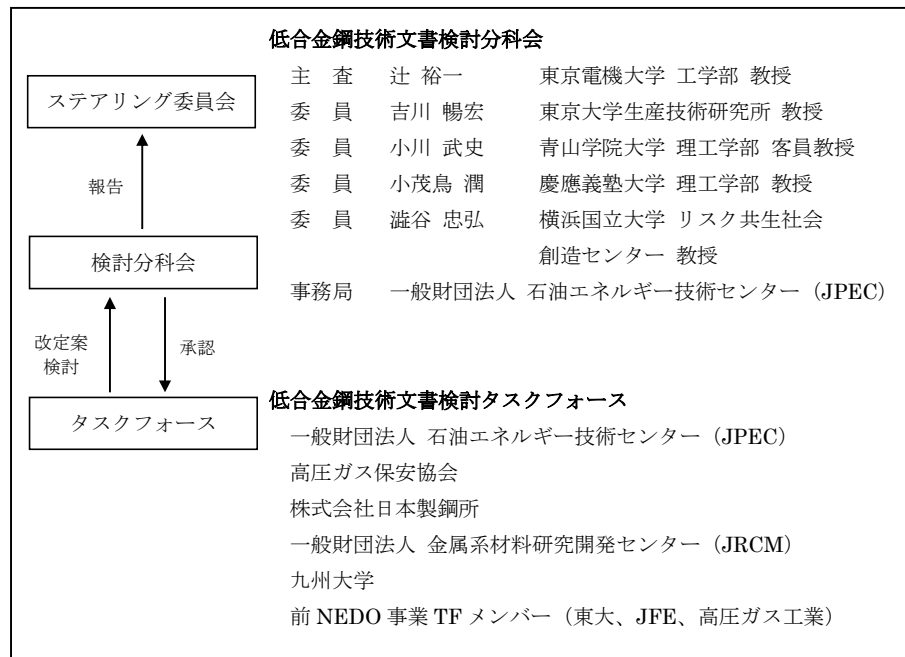 低合金鋼技術文書検討分科会
主　査　辻 裕一　東京電機大学 工学部 教授
委　員　吉川 暢宏　東京大学生産技術研究所 教授
委　員　小川 武史　青山学院大学 理工学部 客員教授
委　員　小茂鳥 潤　慶應義塾大学 理工学部 教授
委　員　澁谷 忠弘　横浜国立大学 リスク共生社会
創造センター 教授
事務局　一般財団法人 石油エネルギー技術センター（JPEC）
ステアリング委員会
報告
検討分科会
改定案
検討
承認
タスクフォース
低合金鋼技術文書検討タスクフォース
一般財団法人 石油エネルギー技術センター（JPEC）
高圧ガス保安協会
株式会社日本製鋼所
一般財団法人 金属系材料研究開発センター（JRCM）
九州大学
前 NEDO 事業 TF メンバー（東大、JFE、高圧ガス工業）